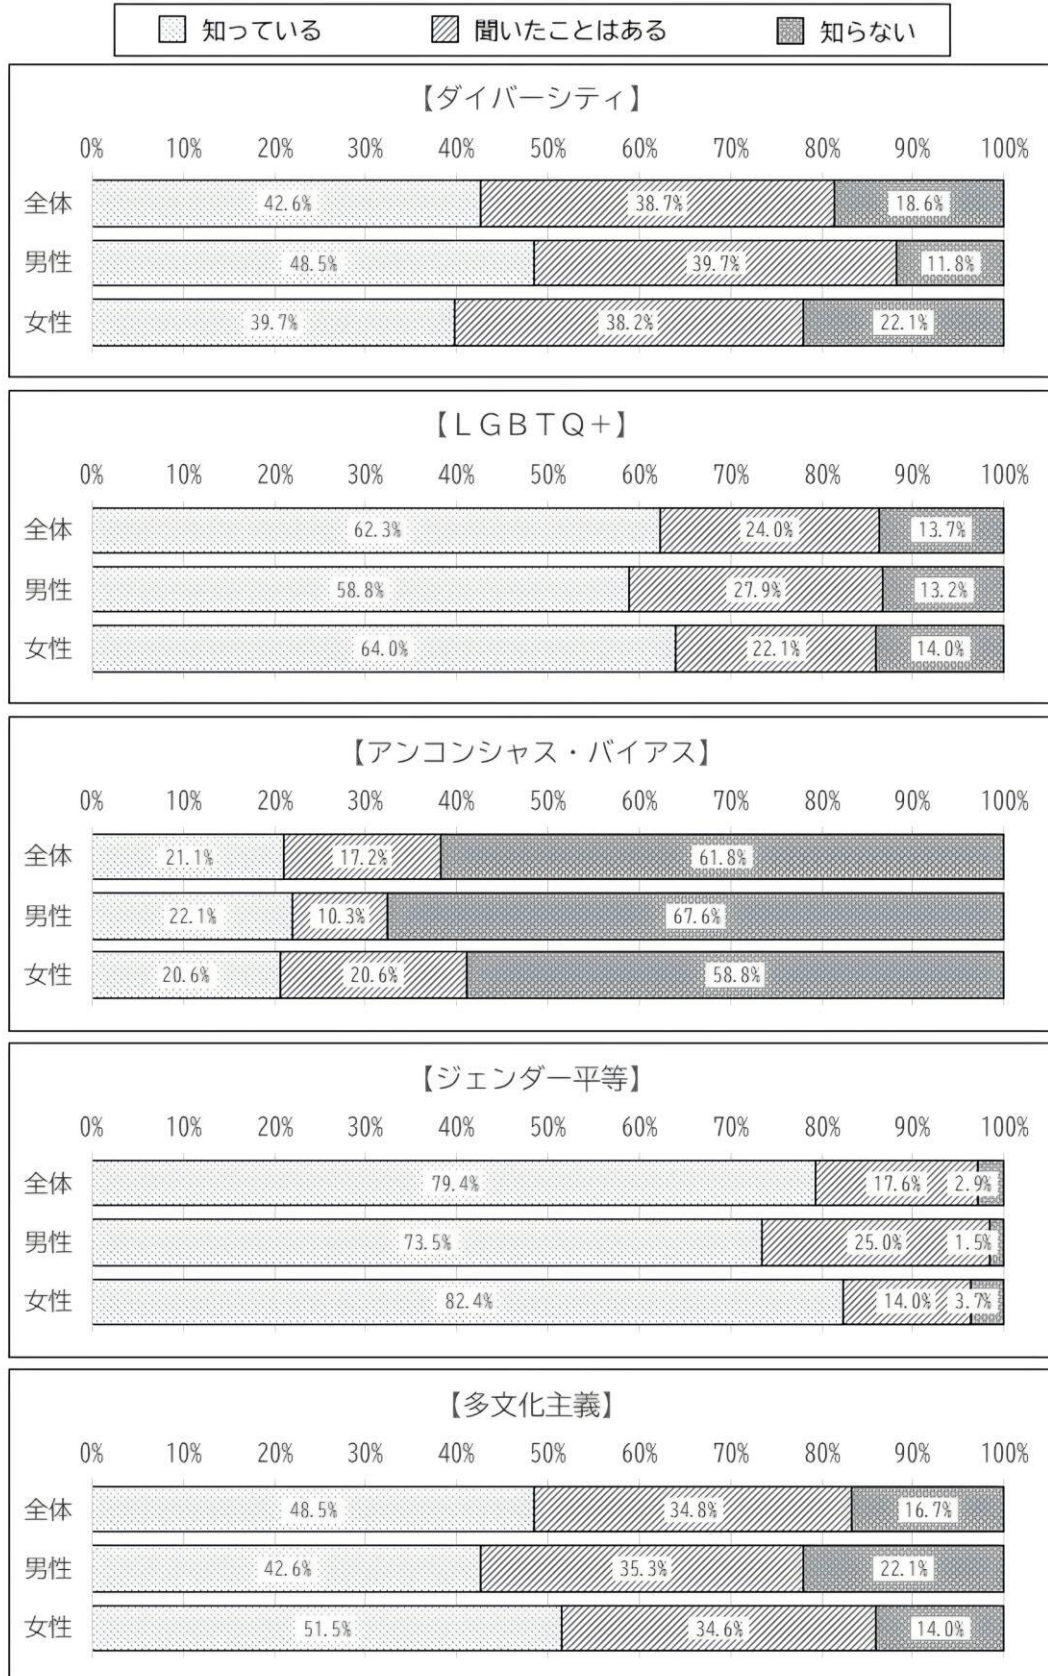 知っている 聞いたことはある 知らない
【ダイバーシティ】
0% 10% 20% 30% 40% 50% 60% 70% 80% 90% 100%
全体 42.6% 38.7% 18.6%
男性 48.5% 39.7% 11.8%
女性 39.7% 38.2% 22.1%
【LGBTQ+】
0% 10% 20% 30% 40% 50% 60% 70% 80% 90% 100%
全体 62.3% 24.0% 13.7%
男性 58.8% 27.9% 13.2%
女性 64.0% 22.1% 14.0%
【アンコンシャス・バイアス】
0% 10% 20% 30% 40% 50% 60% 70% 80% 90% 100%
全体 21.1% 17.2% 61.8%
男性 22.1% 10.3% 67.6%
女性 20.6% 20.6% 58.8%
【ジェンダー平等】
0% 10% 20% 30% 40% 50% 60% 70% 80% 90% 100%
全体 79.4% 17.6% 2.9%
男性 73.5% 25.0% 1.5%
女性 82.4% 14.0% 3.7%
【多文化主義】
0% 10% 20% 30% 40% 50% 60% 70% 80% 90% 100%
全体 48.5% 34.8% 16.7%
男性 42.6% 35.3% 22.1%
女性 51.5% 34.6% 14.0%